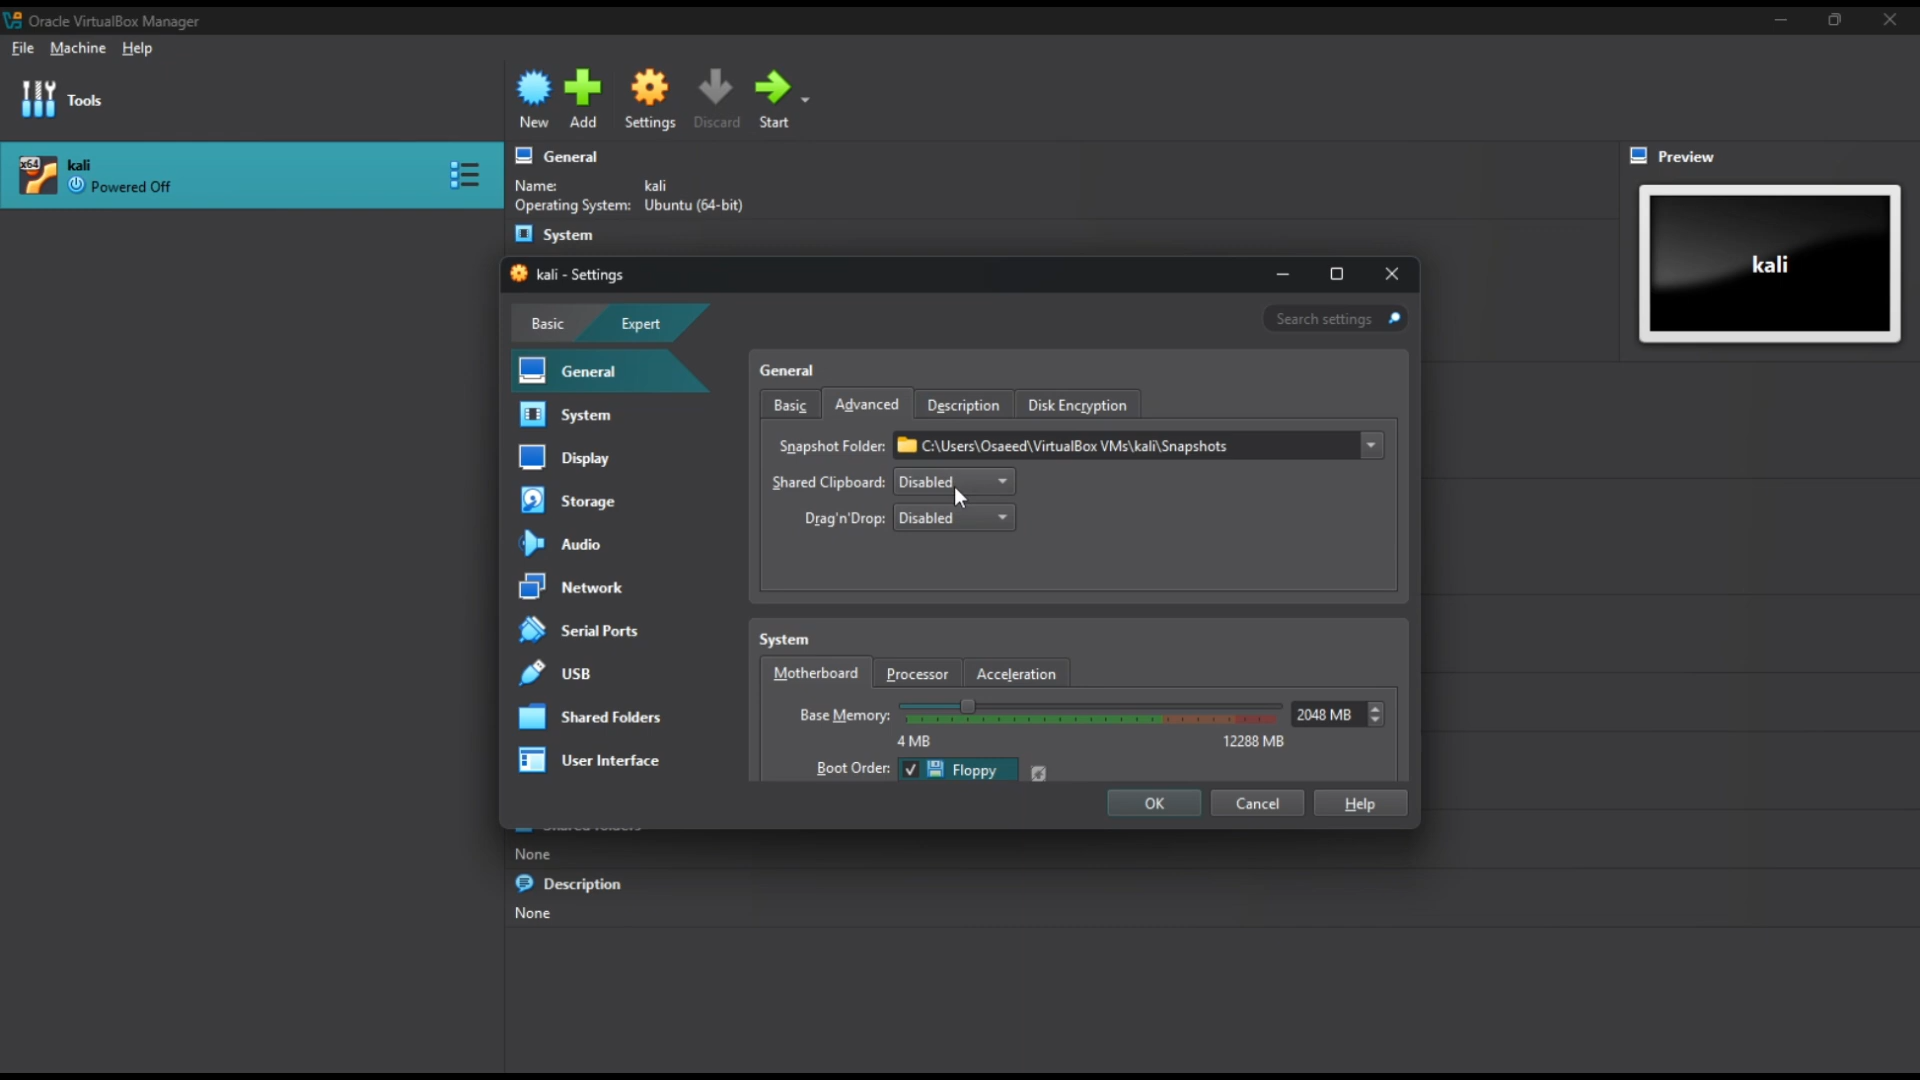 Oracle VirtualBox Manager
File Machine Help
Tools
New Add Settings Discard Start
x64 kali
Powered Off
General
Name: kali
Operating System: Ubuntu (64-bit)
System
Preview
kali
kali - Settings
Basic Expert
Search settings
General
System
Display
Storage
Audio
Network
Serial Ports
USB
Shared Folders
User Interface
General
Basic Advanced Description Disk Encryption
Snapshot Folder: C:\Users\Osaeed\VirtualBox VMs\kali\Snapshots
Shared Clipboard: Disabled
Drag'n'Drop: Disabled
System
Motherboard Processor Acceleration
Base Memory: 2048 MB
4 MB 12288 MB
Boot Order: Floppy
OK Cancel Help
None
Description
None